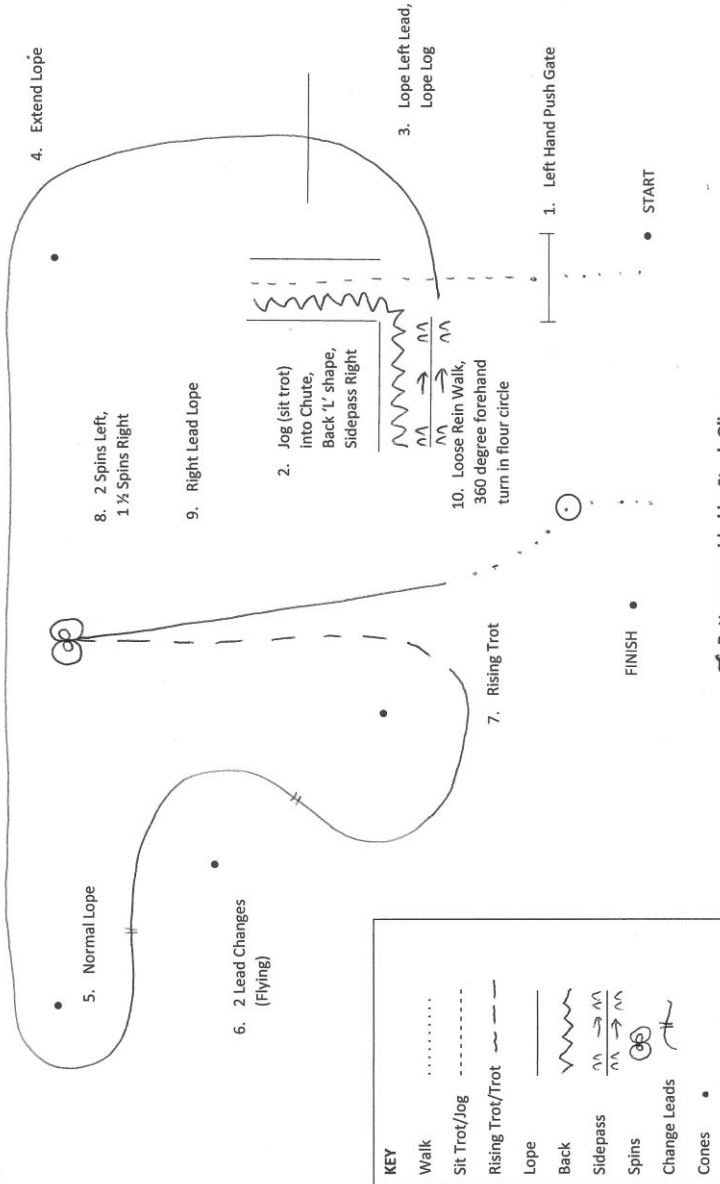 4. Extend Lope
3. Lope Left Lead,
Lope Log
1. Left Hand Push Gate
START
8. 2 Spins Left,
1 ½ Spins Right
9. Right Lead Lope
2. Jog (sit trot)
into Chute,
Back 'L' shape,
Sidepass Right
10. Loose Rein Walk,
360 degree forehand
turn in flour circle
7. Rising Trot
FINISH
5. Normal Lope
6. 2 Lead Changes
(Flying)
KEY
Walk
Sit Trot/Jog
Rising Trot/Trot
Lope
Back
Sidepass
Spins
Change Leads
Cones